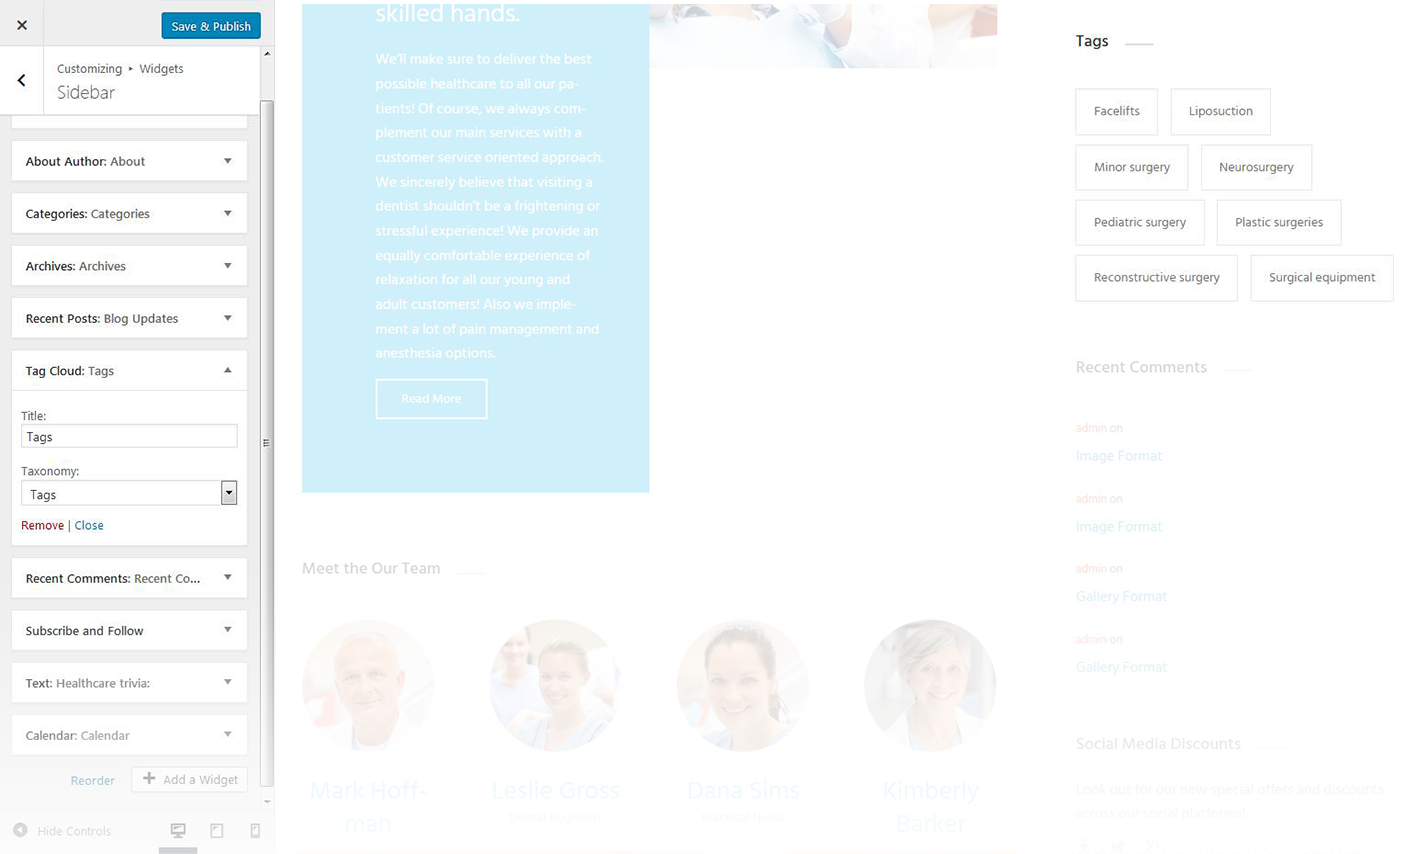 Save & Publish
Customizing ▸ Widgets
Sidebar
About Author: About
Categories: Categories
Archives: Archives
Recent Posts: Blog Updates
Tag Cloud: Tags
Title:
Tags
Taxonomy:
Tags
Remove | Close
Recent Comments: Recent Co...
Subscribe and Follow
Text: Healthcare trivia:
Calendar: Calendar
Reorder
Add a Widget
Hide Controls
skilled hands.
We'll make sure to deliver the best
possible healthcare to all our pa-
tients! Of course, we always com-
plement our main services with a
customer service oriented approach.
We sincerely believe that visiting a
dentist shouldn't be a frightening or
stressful experience! We provide an
equally comfortable experience of
relaxation for all our young and
adult customers! Also we imple-
ment a lot of pain management and
anesthesia options.
Read More
Meet the Our Team
Mark Hoff-
man
Leslie Gross
Dental Hygienist
Dana Sims
Practical Nurse
Kimberly
Barker
Tags
Facelifts
Liposuction
Minor surgery
Neurosurgery
Pediatric surgery
Plastic surgeries
Reconstructive surgery
Surgical equipment
Recent Comments
admin on
Image Format
admin on
Image Format
admin on
Gallery Format
admin on
Gallery Format
Social Media Discounts
Look out for our new special offers and discounts
across our social platforms!